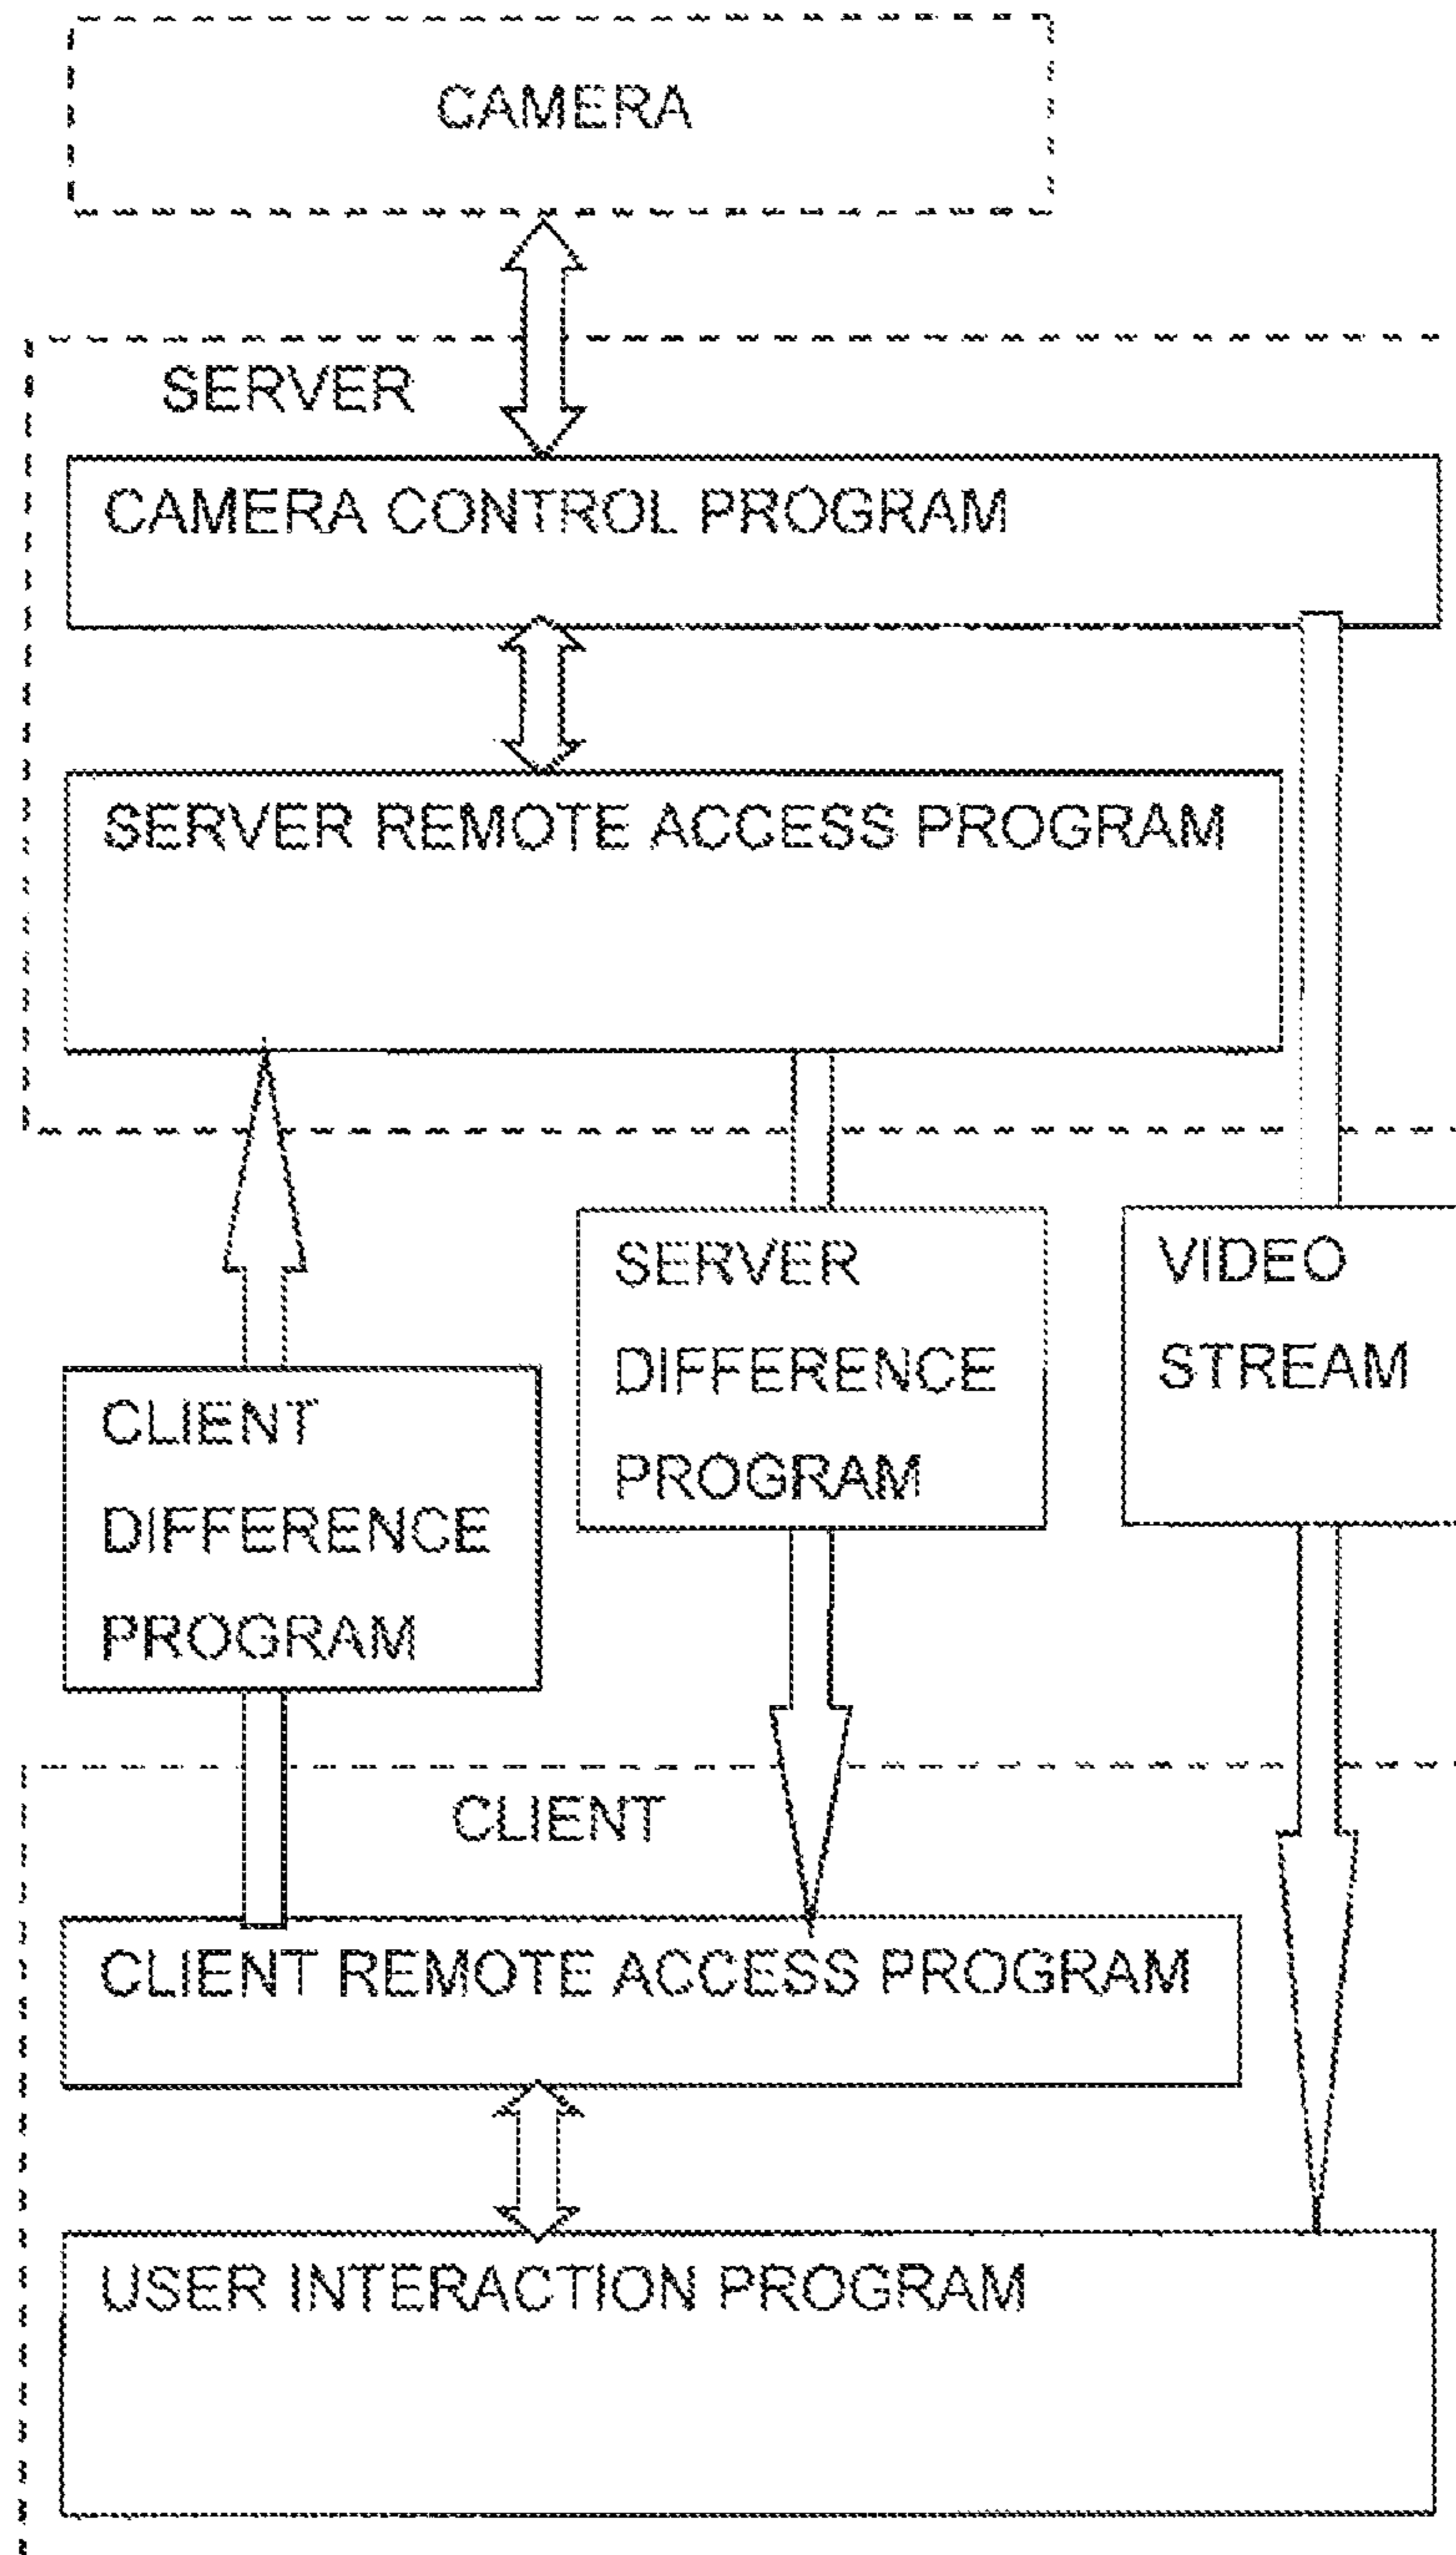 CAMERA
SERVER
CAMERA CONTROL PROGRAM
SERVER REMOTE ACCESS PROGRAM
SERVER
DIFFERENCE
PROGRAM
VIDEO
STREAM
CLIENT
DIFFERENCE
PROGRAM
CLIENT
CLIENT REMOTE ACCESS PROGRAM
USER INTERACTION PROGRAM